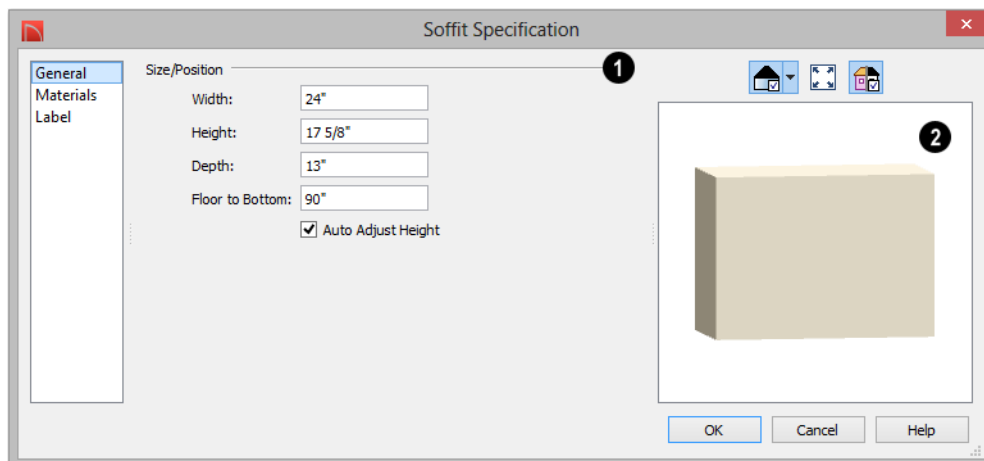 Soffit Specification
General
Materials
Label
Size/Position
1
Width: 24"
Height: 17 5/8"
Depth: 13"
Floor to Bottom: 90"
Auto Adjust Height
2
OK Cancel Help